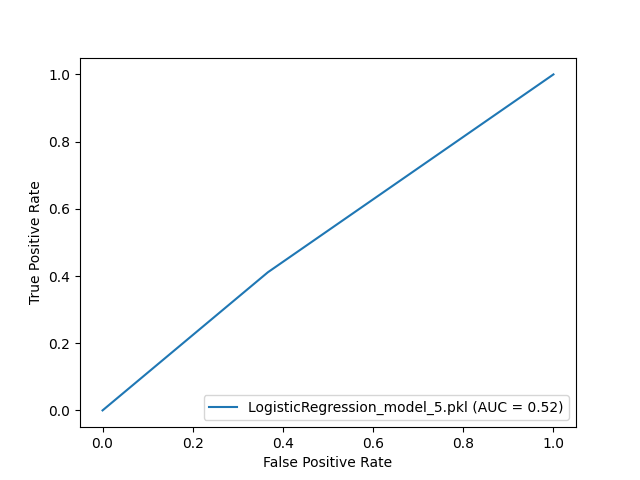 1.0
0.8
0.6
0.4
0.2
0.0
True Positive Rate
LogisticRegression_model_5.pkl (AUC = 0.52)
0.0 0.2 0.4 0.6 0.8 1.0
False Positive Rate